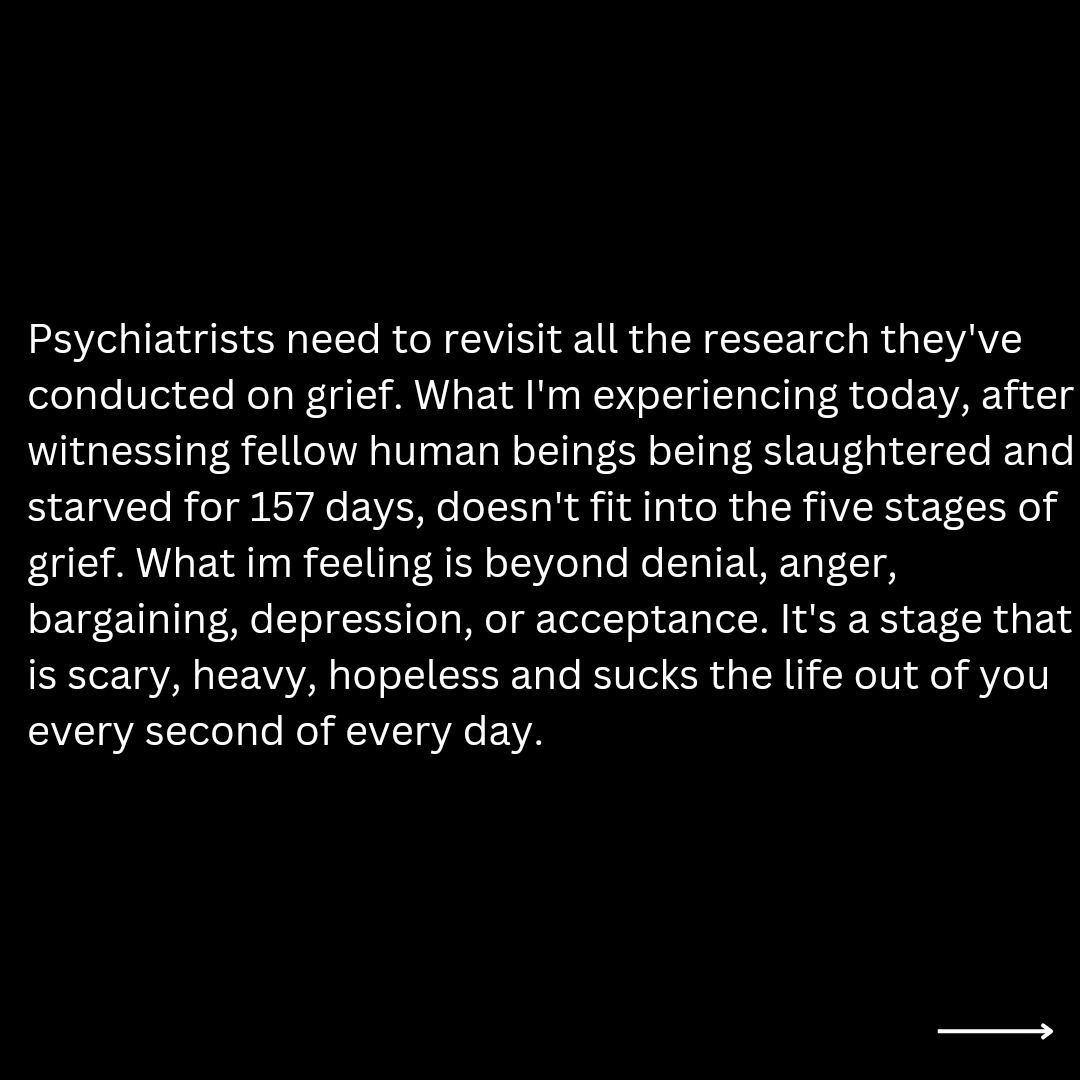 Psychiatrists need to revisit all the research they've
conducted on grief. What I'm experiencing today, after
witnessing fellow human beings being slaughtered and
starved for 157 days, doesn't fit into the five stages of
grief. What im feeling is beyond denial, anger,
bargaining, depression, or acceptance. It's a stage that
is scary, heavy, hopeless and sucks the life out of you
every second of every day.